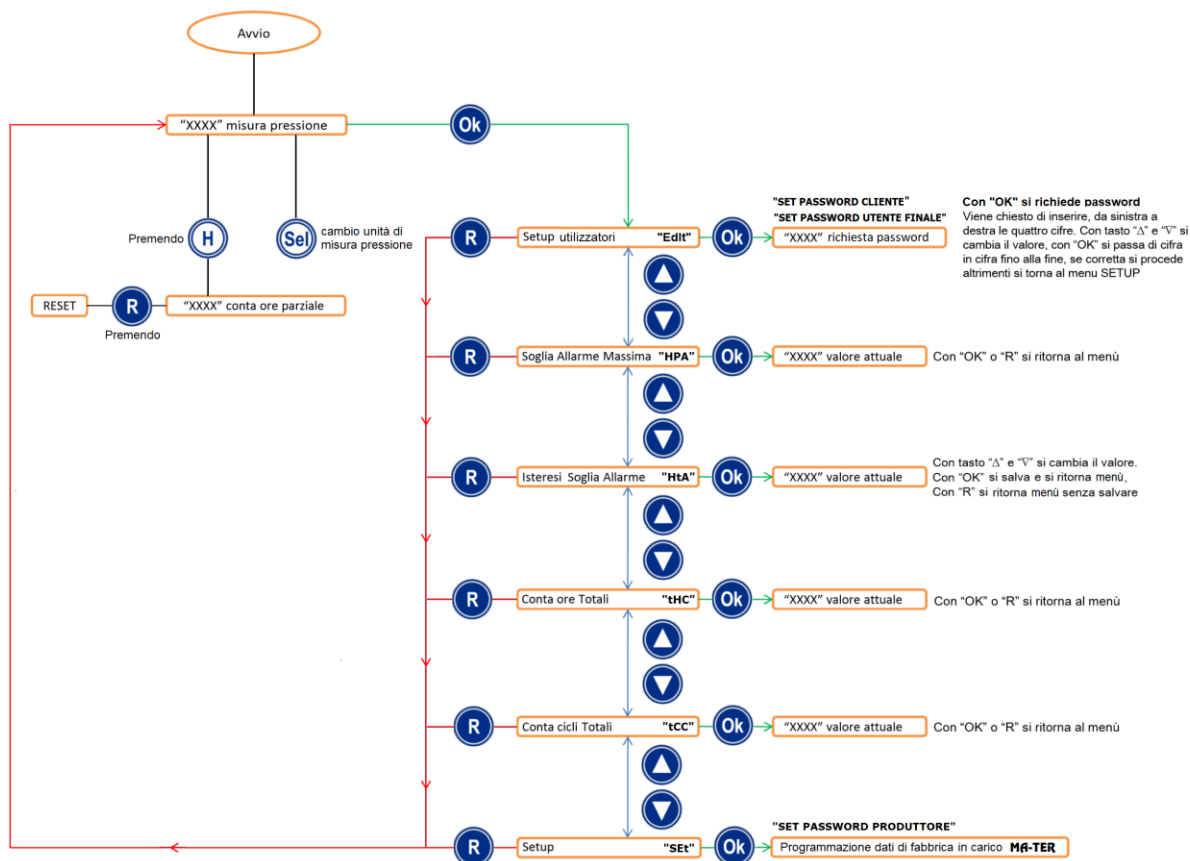 Avvio
“XXXX” misura pressione
Ok
Premendo
H
Sel
cambio unità di
misura pressione
RESET
R
“XXXX” conta ore parziale
Premendo
"SET PASSWORD CLIENTE"
"SET PASSWORD UTENTE FINALE"
R
Setup utilizzatori "EdIt"
Ok
“XXXX” richiesta password
Con "OK" si richiede password
Viene chiesto di inserire, da sinistra a
destra le quattro cifre. Con tasto “Δ” e “∇” si
cambia il valore, con “OK” si passa di cifra
in cifra fino alla fine, se corretta si procede
altrimenti si torna al menu SETUP
R
Soglia Allarme Massima "HPA"
Ok
“XXXX” valore attuale
Con “OK” o “R” si ritorna al menù
R
Isteresi Soglia Allarme "HtA"
Ok
“XXXX” valore attuale
Con tasto “Δ” e “∇” si cambia il valore.
Con “OK” si salva e si ritorna menù,
Con “R” si ritorna menù senza salvare
R
Conta ore Totali "tHC"
Ok
“XXXX” valore attuale
Con “OK” o “R” si ritorna al menù
R
Conta cicli Totali "tCC"
Ok
“XXXX” valore attuale
Con “OK” o “R” si ritorna al menù
"SET PASSWORD PRODUTTORE"
R
Setup "SEt"
Ok
Programmazione dati di fabbrica in carico MA-TER